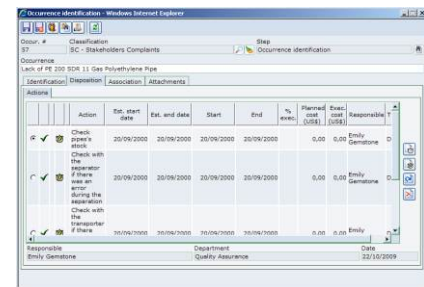 Occurrence identification - Windows Internet Explorer
Occur. # Classification Step
57 SC - Stakeholders Complaints Occurrence identification
Occurrence
Lack of PE 200 SDR 11 Gas Polyethylene Pipe
Identification Disposition Association Attachments
Actions
Action Est. start date Est. end date Start End % exec. Planned cost (US$) Exec. cost (US$) Responsible T
Check pipes's stock 20/09/2000 20/09/2000 20/09/2000 20/09/2000 0,00 0,00 Emily Gemstone D
Check with the separator if there was an error during the separation 20/09/2000 20/09/2000 20/09/2000 20/09/2000 0,00 0,00 Emily Gemstone D
Check with the transportar if there 20/09/2000 20/09/2000 20/09/2000 20/09/2000 0,00 0,00 Emily
Responsible Department Date
Emily Gemstone Quality Assurance 22/10/2009